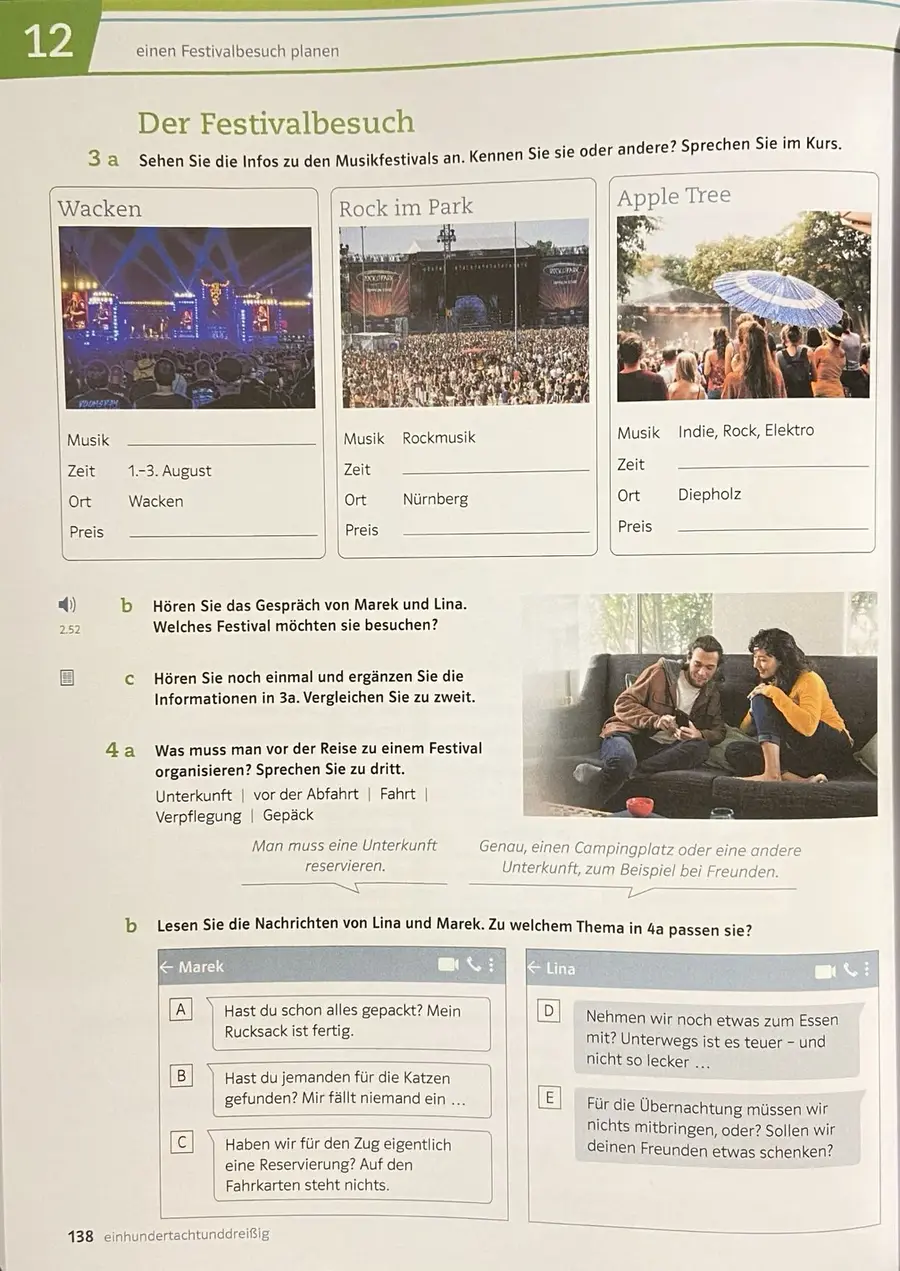 12
einen Festivalbesuch planen
Der Festivalbesuch
3 a Sehen Sie die Infos zu den Musikfestivals an. Kennen Sie sie oder andere? Sprechen Sie im Kurs.
Wacken
Musik
Zeit 1.–3. August
Ort Wacken
Preis
Rock im Park
ROCK IM PARK
ROCK IM PARK
Musik Rockmusik
Zeit
Ort Nürnberg
Preis
Apple Tree
Musik Indie, Rock, Elektro
Zeit
Ort Diepholz
Preis
2.52
b Hören Sie das Gespräch von Marek und Lina.
Welches Festival möchten sie besuchen?
c Hören Sie noch einmal und ergänzen Sie die
Informationen in 3a. Vergleichen Sie zu zweit.
4 a Was muss man vor der Reise zu einem Festival
organisieren? Sprechen Sie zu dritt.
Unterkunft | vor der Abfahrt | Fahrt |
Verpflegung | Gepäck
Man muss eine Unterkunft
reservieren.
Genau, einen Campingplatz oder eine andere
Unterkunft, zum Beispiel bei Freunden.
b Lesen Sie die Nachrichten von Lina und Marek. Zu welchem Thema in 4a passen sie?
Marek
A Hast du schon alles gepackt? Mein
Rucksack ist fertig.
B Hast du jemanden für die Katzen
gefunden? Mir fällt niemand ein ...
C Haben wir für den Zug eigentlich
eine Reservierung? Auf den
Fahrkarten steht nichts.
Lina
D Nehmen wir noch etwas zum Essen
mit? Unterwegs ist es teuer – und
nicht so lecker ...
E Für die Übernachtung müssen wir
nichts mitbringen, oder? Sollen wir
deinen Freunden etwas schenken?
138 einhundertachtunddreißig